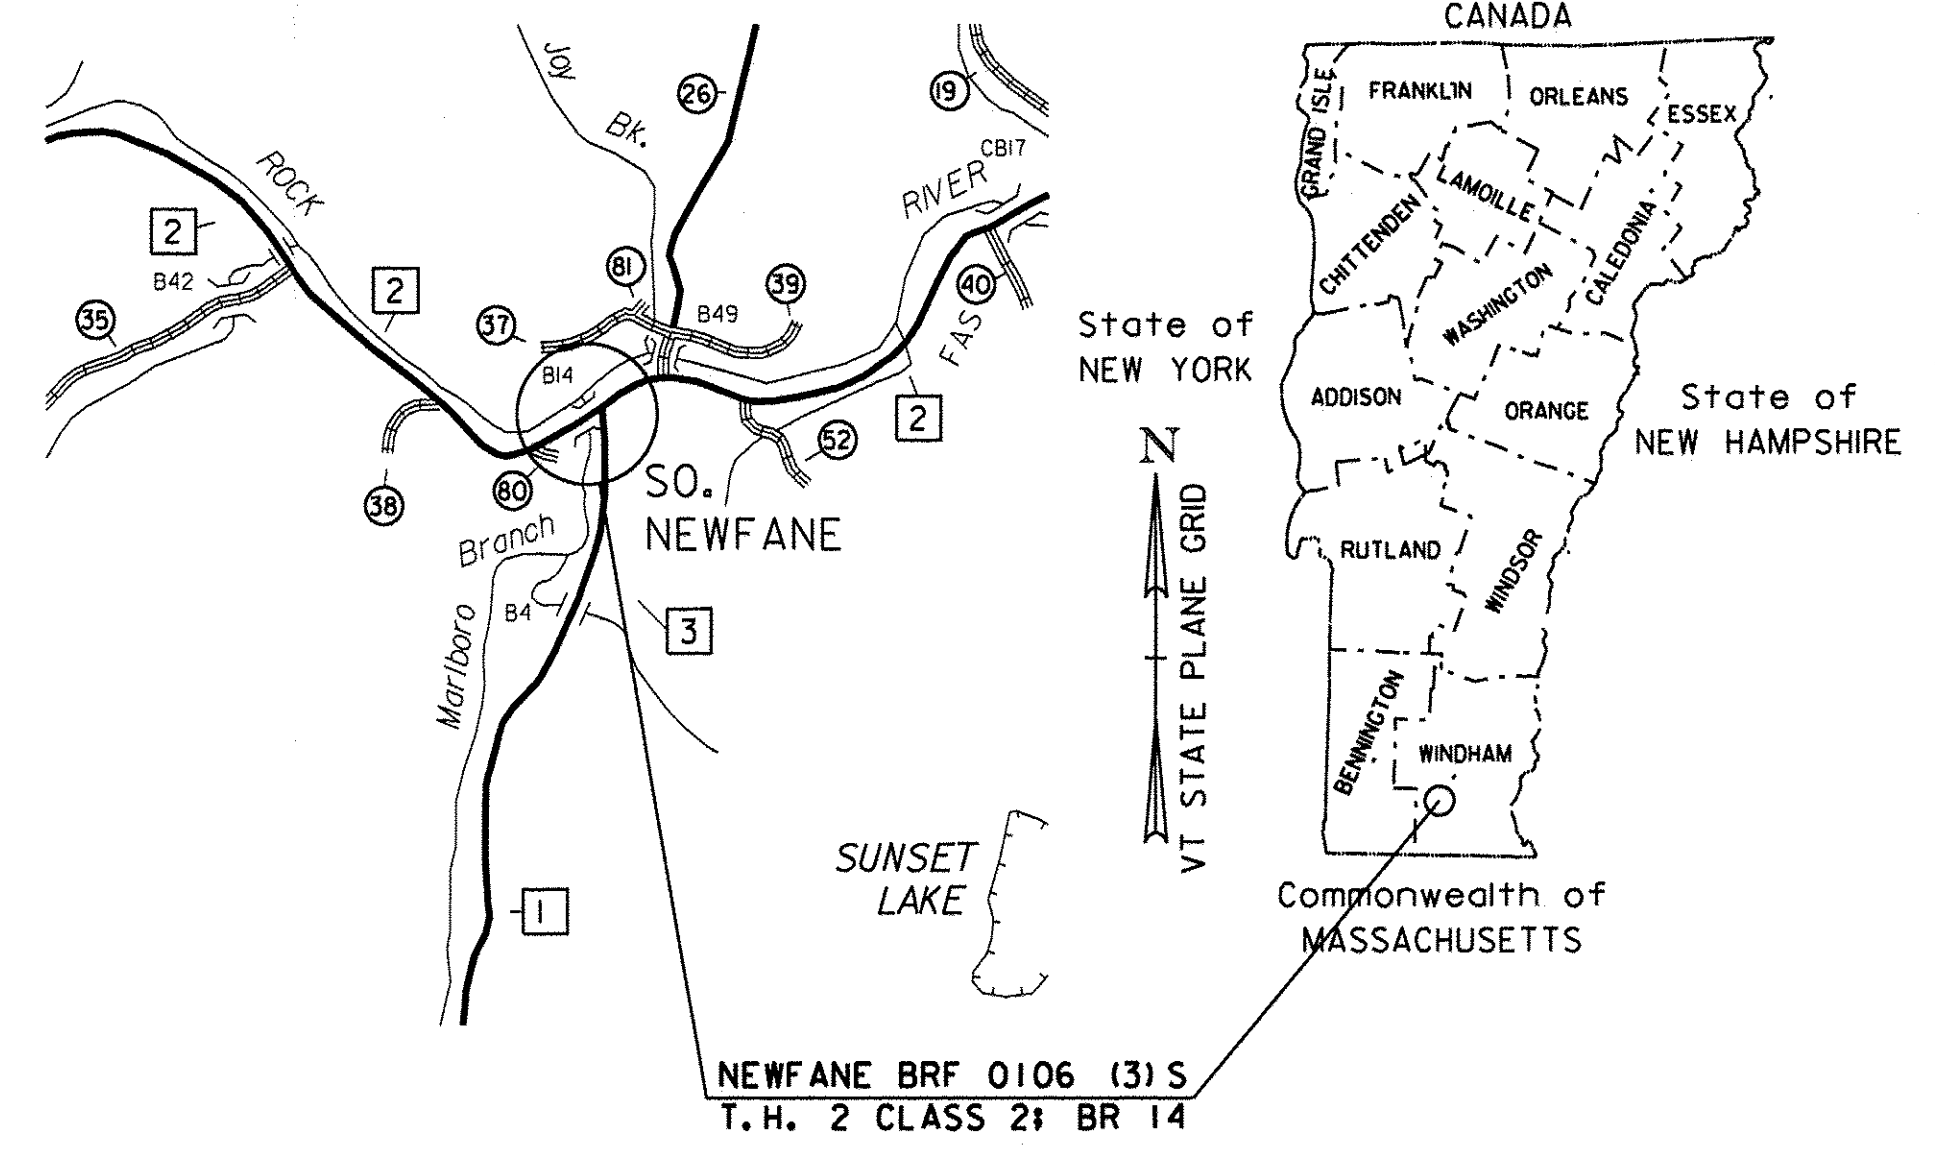 CANADA
Joy
Bk.
26
19
CB17
RIVER
ROCK
2
B42
35
2
81
39
37
B49
40
FAS
B14
2
52
38
80
SO.
NEWFANE
Branch
Marlboro
B4
3
1
SUNSET
LAKE
N
VT STATE PLANE GRID
GRAND ISLE
FRANKLIN
ORLEANS
ESSEX
LAMOILLE
CHITTENDEN
CALEDONIA
WASHINGTON
State of
NEW YORK
ADDISON
ORANGE
State of
NEW HAMPSHIRE
RUTLAND
WINDSOR
BENNINGTON
WINDHAM
Commonwealth of
MASSACHUSETTS
NEWFANE BRF 0106 (3) S
T.H. 2 CLASS 2; BR 14